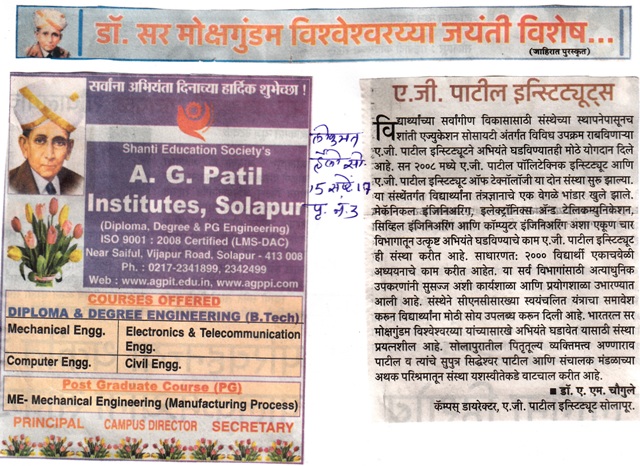 डॉ. सर मोक्षगुंडम विश्वेश्वरय्या जयंती विशेष...
(जाहिरात पुरस्कृत)
सर्वांना अभियंता दिनाच्या हार्दिक शुभेच्छा !
Shanti Education Society's
A. G. Patil
Institutes, Solapur
(Diploma, Degree & PG Engineering)
ISO 9001 : 2008 Certified (LMS-DAC)
Near Saiful, Vijapur Road, Solapur - 413 008
Ph : 0217-2341899, 2342499
Web : www.agpit.edu.in, www.agppi.com
COURSES OFFERED
DIPLOMA & DEGREE ENGINEERING (B.Tech)
Mechanical Engg.
Electronics & Telecommunication
Engg.
Computer Engg.
Civil Engg.
Post Graduate Course (PG)
ME- Mechanical Engineering (Manufacturing Process)
PRINCIPAL CAMPUS DIRECTOR SECRETARY
लोकमत
हॅलो सो.
15 सप्टें 17
पृ. नं. 3
ए.जी. पाटील इन्स्टिट्यूट्स
विद्यार्थ्यांच्या सर्वांगीण विकासासाठी संस्थेच्या स्थापनेपासूनच
शांती एज्युकेशन सोसायटी अंतर्गत विविध उपक्रम राबविणाऱ्या
ए.जी. पाटील इन्स्टिट्यूटने अभियंते घडविण्यातही मोठे योगदान दिले
आहे. सन २००८ मध्ये ए.जी. पाटील पॉलिटेक्निक इन्स्टिट्यूट आणि
ए.जी. पाटील इन्स्टिट्यूट ऑफ टेक्नॉलॉजी या दोन संस्था सुरू झाल्या.
या संस्थेतर्गत विद्यार्थ्यांना तंत्रज्ञानाचे एक वेगळे भांडार खुले झाले.
मेकॅनिकल इंजिनिअरिंग, इलेक्ट्रॉनिक्स अँड टेलिकम्युनिकेशन,
सिव्हिल इंजिनिअरिंग आणि कॉम्प्युटर इंजिनिअरिंग अशा एकूण चार
विभागातून उत्कृष्ट अभियंते घडविण्याचे काम ए.जी. पाटील इन्स्टिट्यूट
ही संस्था करीत आहे. साधारणत: २००० विद्यार्थी एकाचवेळी
अध्ययनाचे काम करीत आहेत. या सर्व विभागांसाठी अत्याधुनिक
उपकरणांनी सुसज्ज अशी कार्यशाळा आणि प्रयोगशाळा उभारण्यात
आली आहे. संस्थेने सीएनसीसारख्या स्वयंचलित यंत्राचा समावेश
करून विद्यार्थ्यांना मोठी सोय उपलब्ध करून दिली आहे. भारतरत्न सर
मोक्षगुंडम विश्वेश्वरय्या यांच्यासारखे अभियंते घडावेत यासाठी संस्था
प्रयत्नशील आहे. सोलापुरातील पितृतुल्य व्यक्तिमत्त्व अण्णाराव
पाटील व त्यांचे सुपुत्र सिद्धेश्वर पाटील आणि संचालक मंडळाच्या
अथक परिश्रमातून संस्था यशस्वीतेकडे वाटचाल करीत आहे.
■ डॉ. ए. एम. चौगुले
कॅम्पस् डायरेक्टर, ए.जी. पाटील इन्स्टिट्यूट सोलापूर.